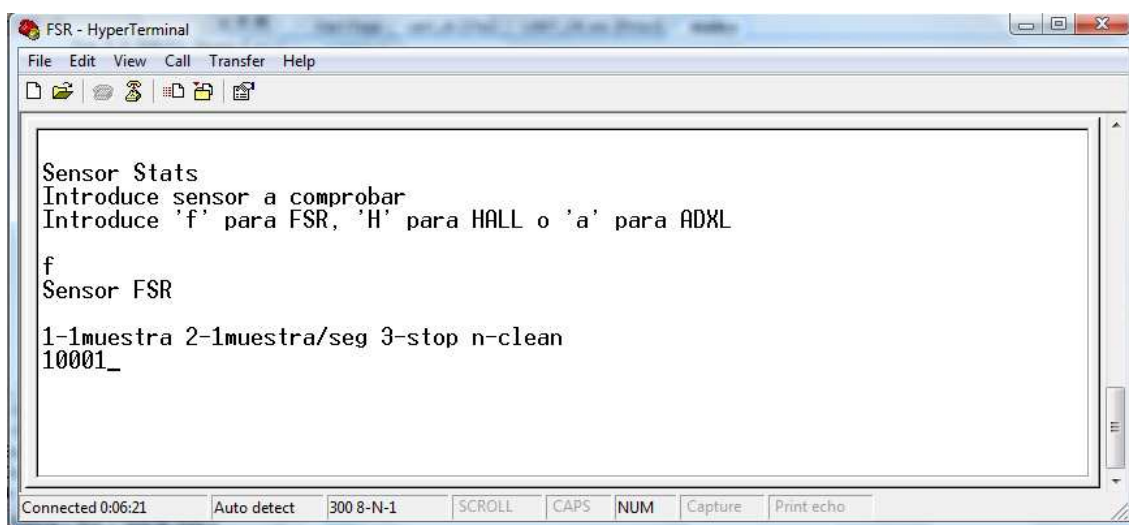 FSR - HyperTerminal
File Edit View Call Transfer Help
Sensor Stats
Introduce sensor a comprobar
Introduce 'f' para FSR, 'H' para HALL o 'a' para ADXL
f
Sensor FSR
1-1muestra 2-1muestra/seg 3-stop n-clean
10001_
Connected 0:06:21 Auto detect 300 8-N-1 SCROLL CAPS NUM Capture Print echo